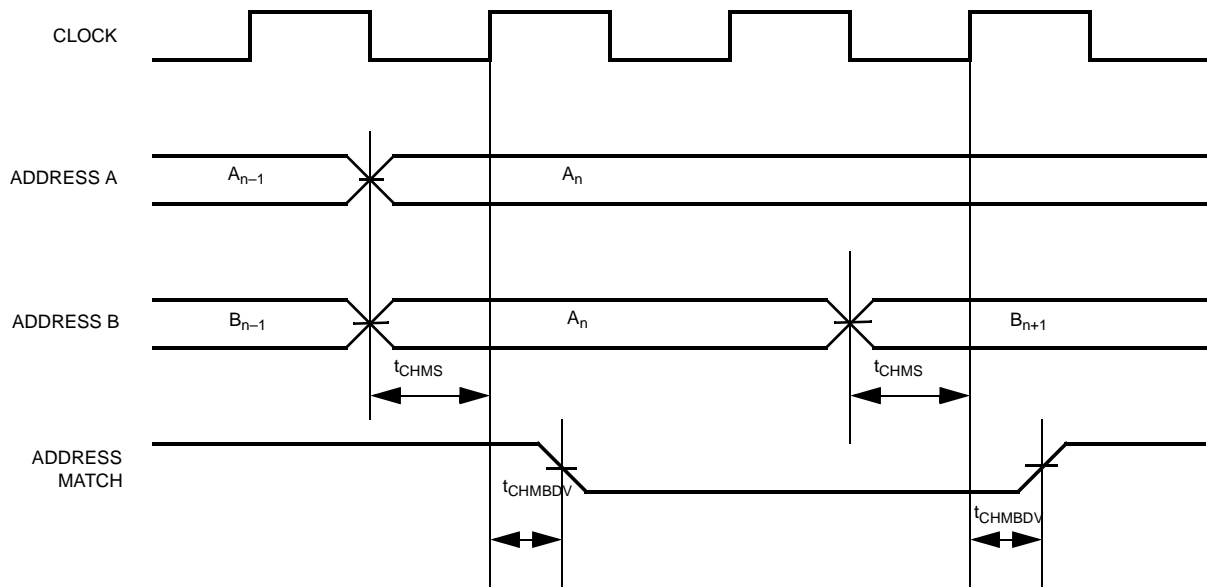 CLOCK
ADDRESS A
Aₙ₋₁
Aₙ
ADDRESS B
Bₙ₋₁
Aₙ
Bₙ₊₁
tCHMS
tCHMS
ADDRESS
MATCH
tCHMBDV
tCHMBDV